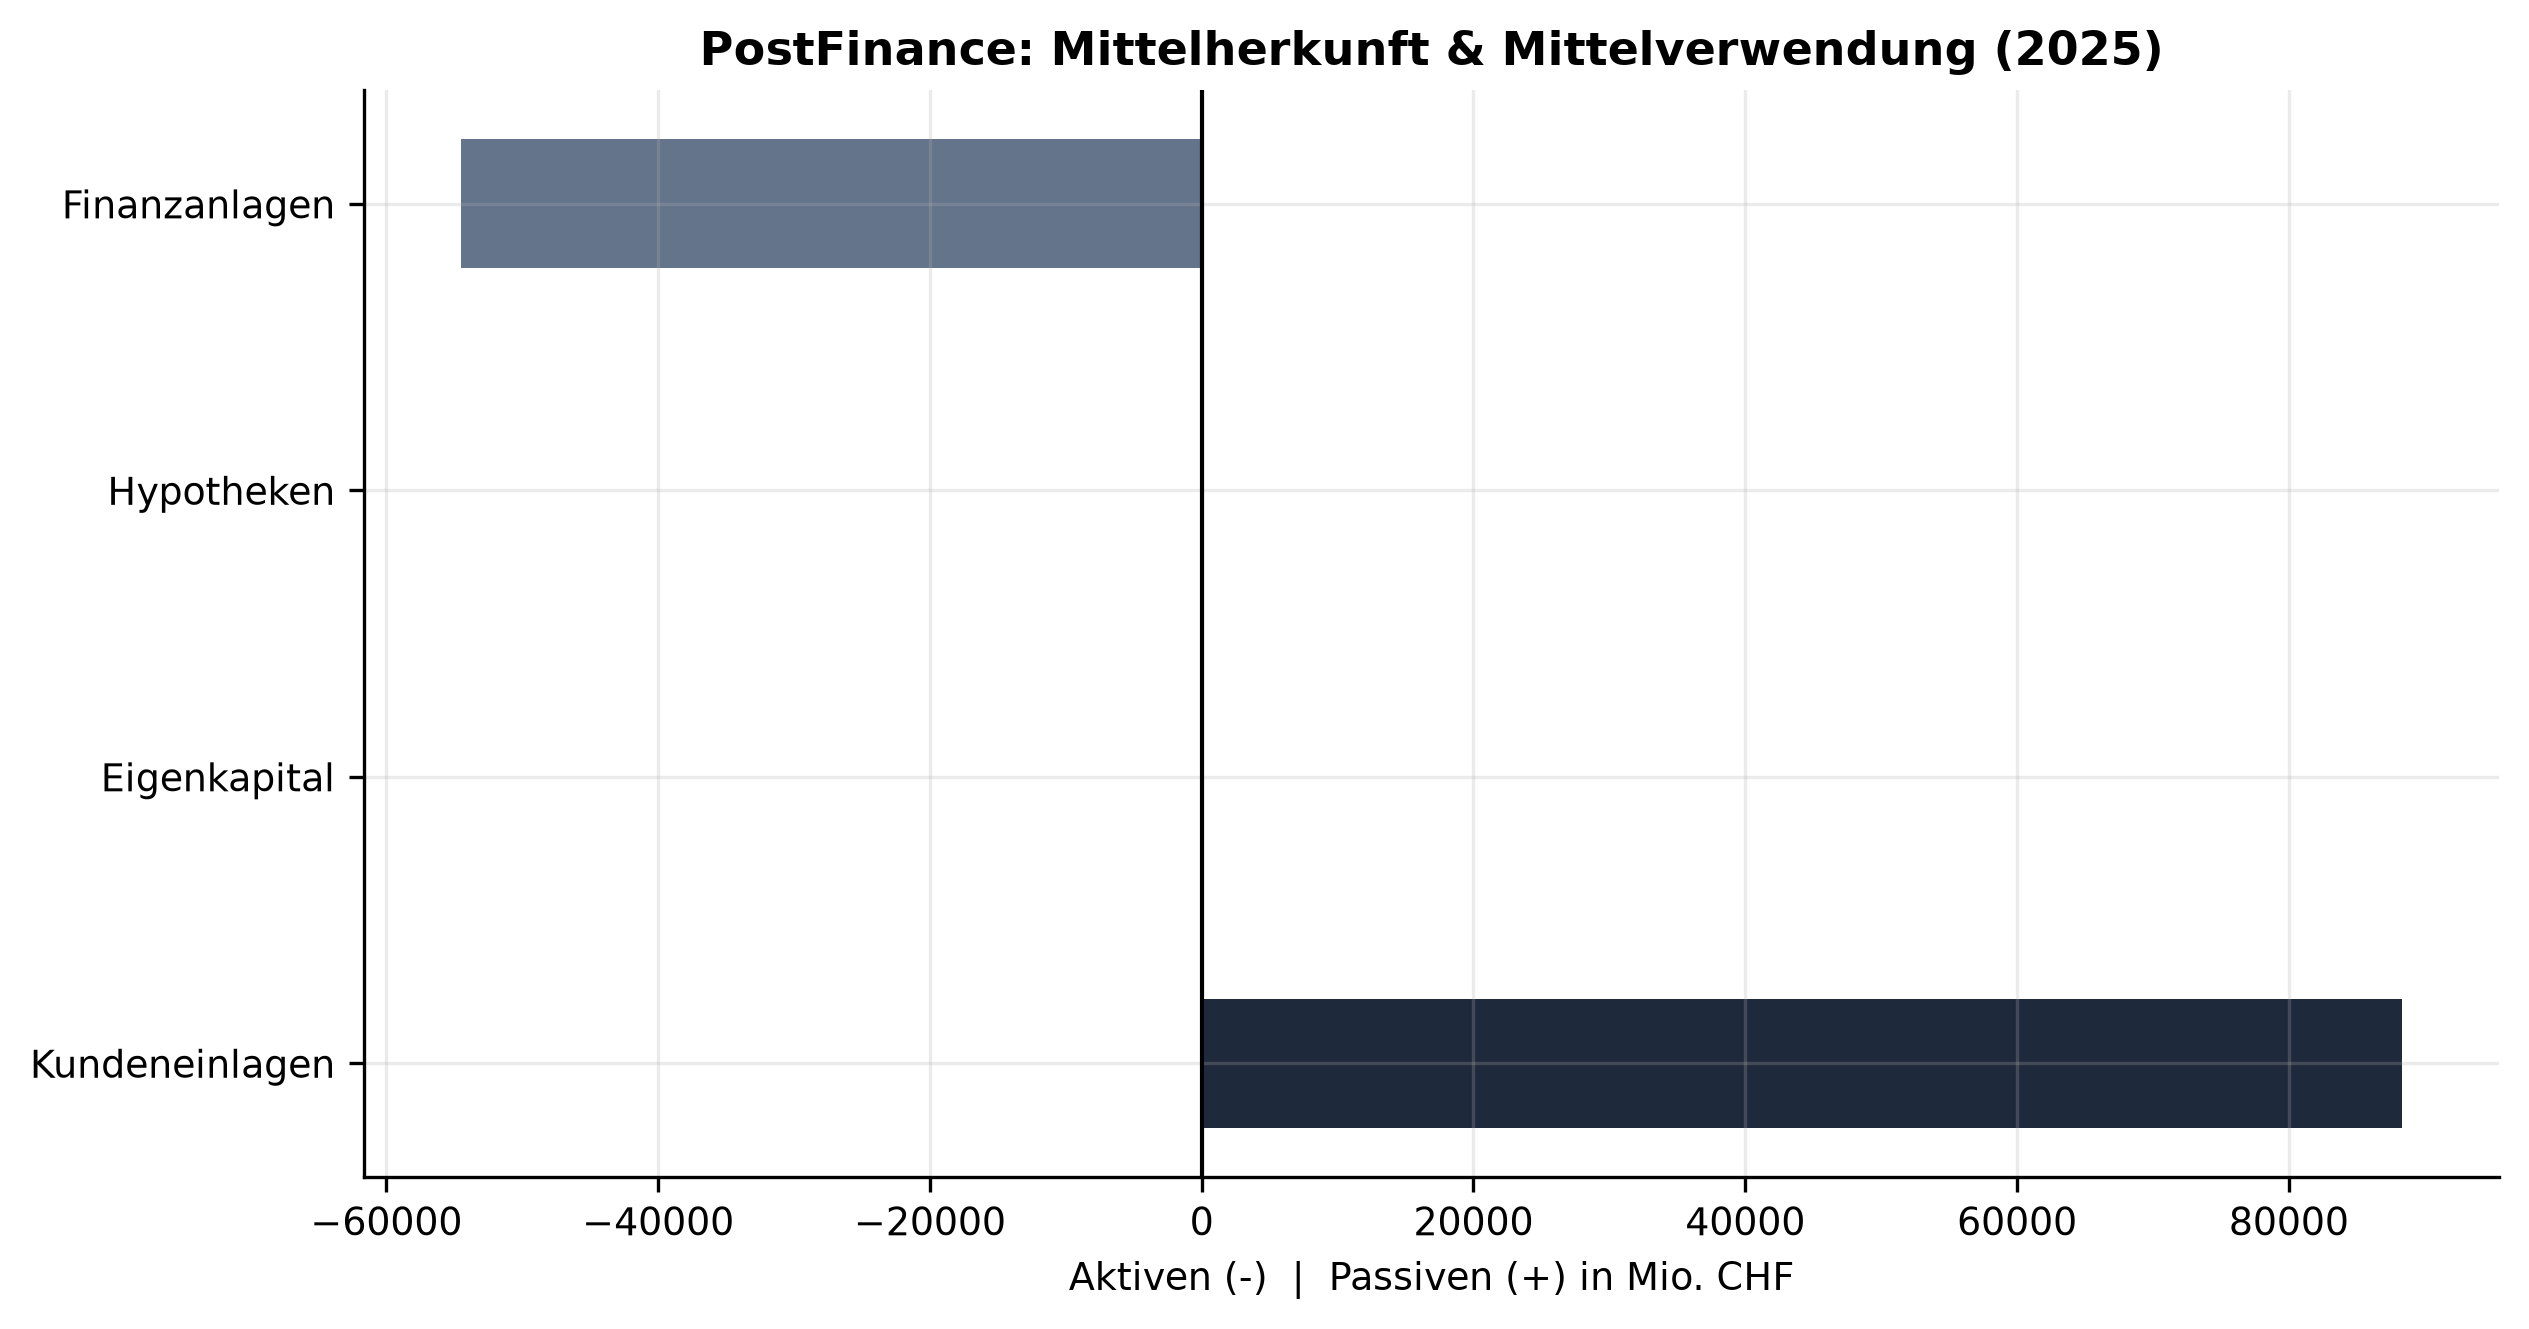 PostFinance: Mittelherkunft & Mittelverwendung (2025)
Finanzanlagen
Hypotheken
Eigenkapital
Kundeneinlagen
−60000 −40000 −20000 0 20000 40000 60000 80000
Aktiven (-) | Passiven (+) in Mio. CHF